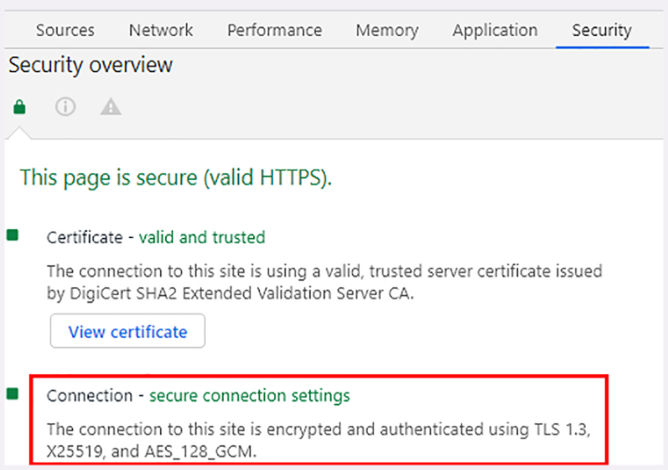 Sources Network Performance Memory Application Security
Security overview
This page is secure (valid HTTPS).
Certificate - valid and trusted
The connection to this site is using a valid, trusted server certificate issued
by DigiCert SHA2 Extended Validation Server CA.
View certificate
Connection - secure connection settings
The connection to this site is encrypted and authenticated using TLS 1.3,
X25519, and AES_128_GCM.